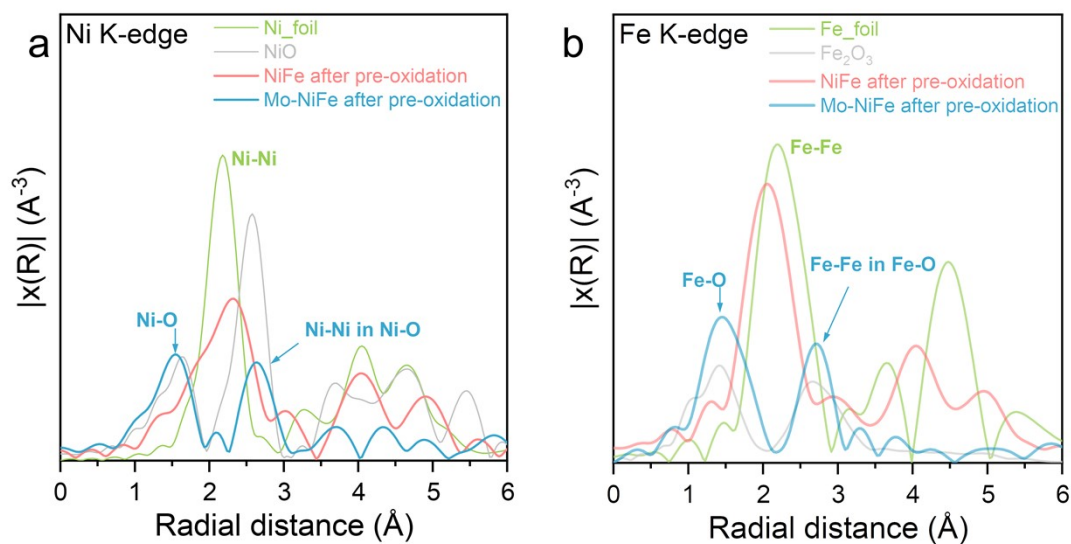 a Ni K-edge
Ni_foil
NiO
NiFe after pre-oxidation
Mo-NiFe after pre-oxidation
Ni-Ni
Ni-O
Ni-Ni in Ni-O
|x(R)| (A⁻³)
0 1 2 3 4 5 6
Radial distance (Å)
b Fe K-edge
Fe_foil
Fe₂O₃
NiFe after pre-oxidation
Mo-NiFe after pre-oxidation
Fe-Fe
Fe-O
Fe-Fe in Fe-O
|x(R)| (A⁻³)
0 1 2 3 4 5 6
Radial distance (Å)